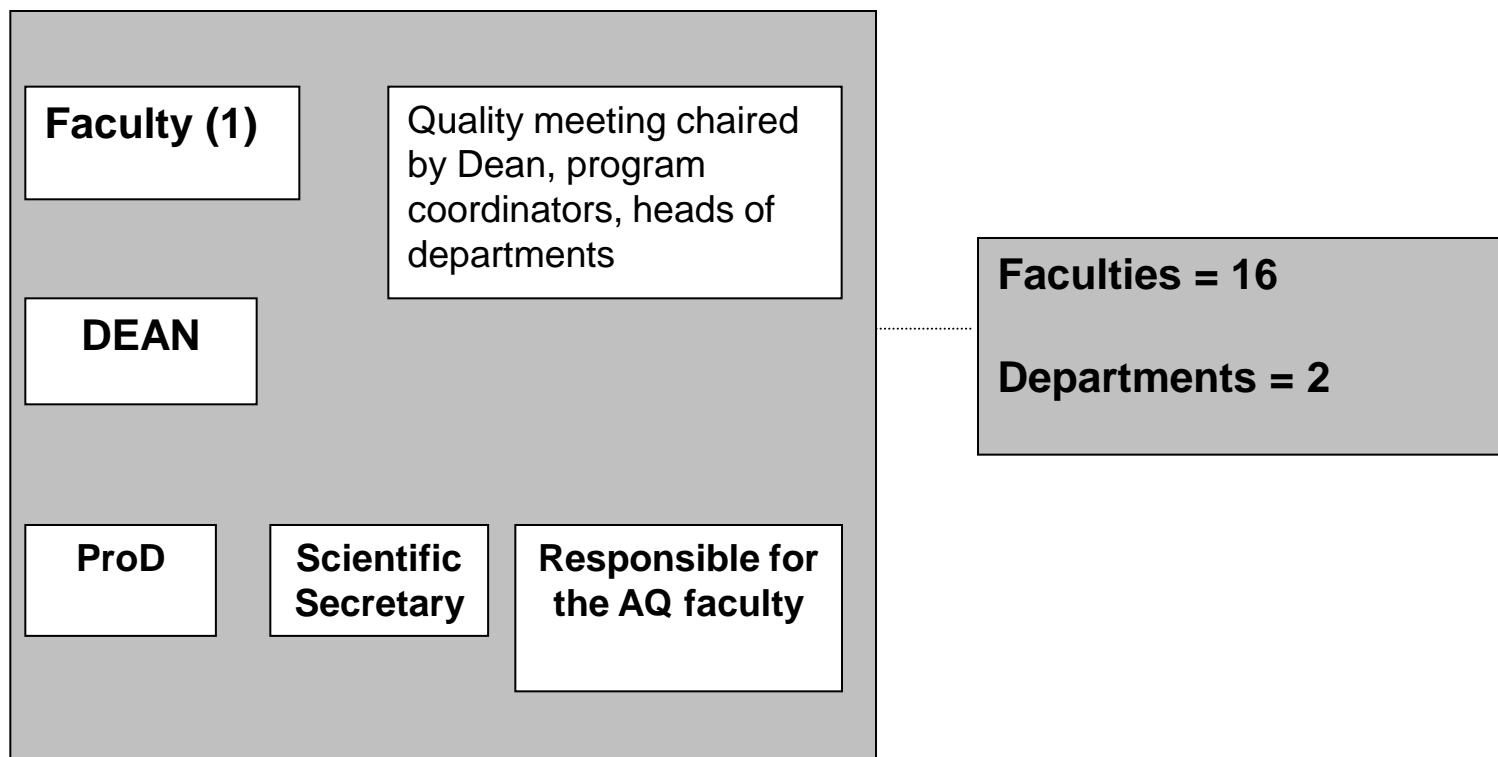 Faculty (1)
Quality meeting chaired
by Dean, program
coordinators, heads of
departments
DEAN
ProD
Scientific
Secretary
Responsible for
the AQ faculty
Faculties = 16
Departments = 2